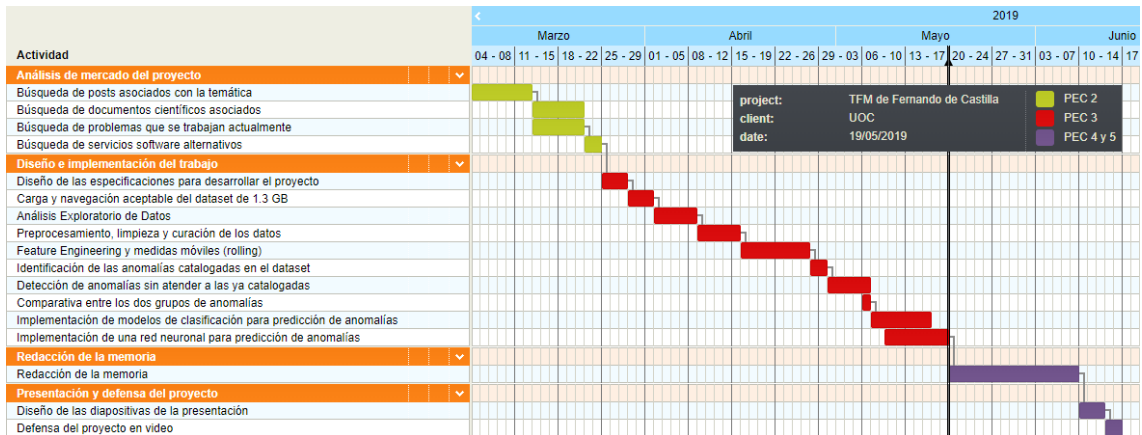 2019
Marzo Abril Mayo Junio
Actividad 04 - 08 11 - 15 18 - 22 25 - 29 01 - 05 08 - 12 15 - 19 22 - 26 29 - 03 06 - 10 13 - 17 20 - 24 27 - 31 03 - 07 10 - 14 17
Análisis de mercado del proyecto
Búsqueda de posts asociados con la temática
Búsqueda de documentos científicos asociados
Búsqueda de problemas que se trabajan actualmente
Búsqueda de servicios software alternativos
project: TFM de Fernando de Castilla PEC 2
client: UOC PEC 3
date: 19/05/2019 PEC 4 y 5
Diseño e implementación del trabajo
Diseño de las especificaciones para desarrollar el proyecto
Carga y navegación aceptable del dataset de 1.3 GB
Análisis Exploratorio de Datos
Preprocesamiento, limpieza y curación de los datos
Feature Engineering y medidas móviles (rolling)
Identificación de las anomalías catalogadas en el dataset
Detección de anomalías sin atender a las ya catalogadas
Comparativa entre los dos grupos de anomalías
Implementación de modelos de clasificación para predicción de anomalías
Implementación de una red neuronal para predicción de anomalías
Redacción de la memoria
Redacción de la memoria
Presentación y defensa del proyecto
Diseño de las diapositivas de la presentación
Defensa del proyecto en video